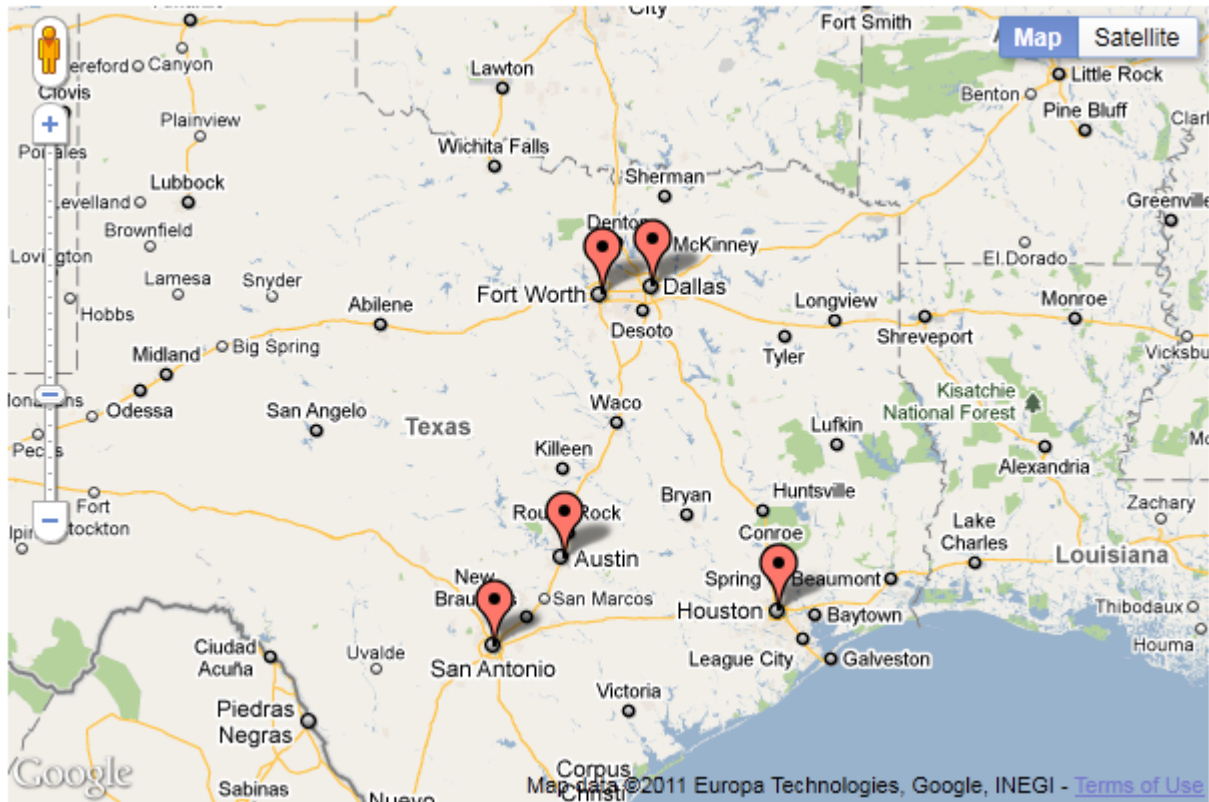 City
Fort Smith
Map
Satellite
Canyon
Lawton
Little Rock
Clovis
Benton
Pine Bluff
Plainview
Wichita Falls
Sherman
Lubbock
Brownfield
Denton
McKinney
Lamesa
Snyder
Fort Worth
Dallas
El Dorado
Hobbs
Abilene
Longview
Monroe
Desoto
Shreveport
Midland
Big Spring
Tyler
Odessa
San Angelo
Waco
Kisatchie
National Forest
Texas
Lufkin
Killeen
Alexandria
Fort
Bryan
Huntsville
Zachary
Conroe
Lake
Charles
Austin
Louisiana
New
Spring
Beaumont
San Marcos
Houston
Baytown
Thibodaux
Ciudad
Acuña
Uvalde
San Antonio
League City
Galveston
Houma
Victoria
Piedras
Negras
Google
Sabinas
Nuevo
Corpus
Christi
Map data ©2011 Europa Technologies, Google, INEGI - Terms of Use